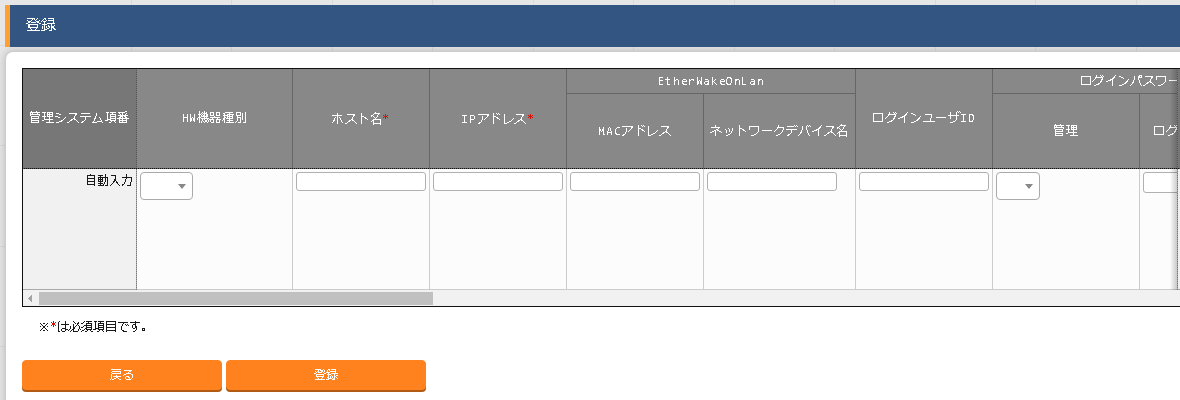 登録
管理システム項番
HW機器種別
ホスト名*
IPアドレス*
EtherWakeOnLan
MACアドレス
ネットワークデバイス名
ログインユーザID
ログインパスワー
管理
ログ
自動入力
※*は必須項目です。
戻る
登録